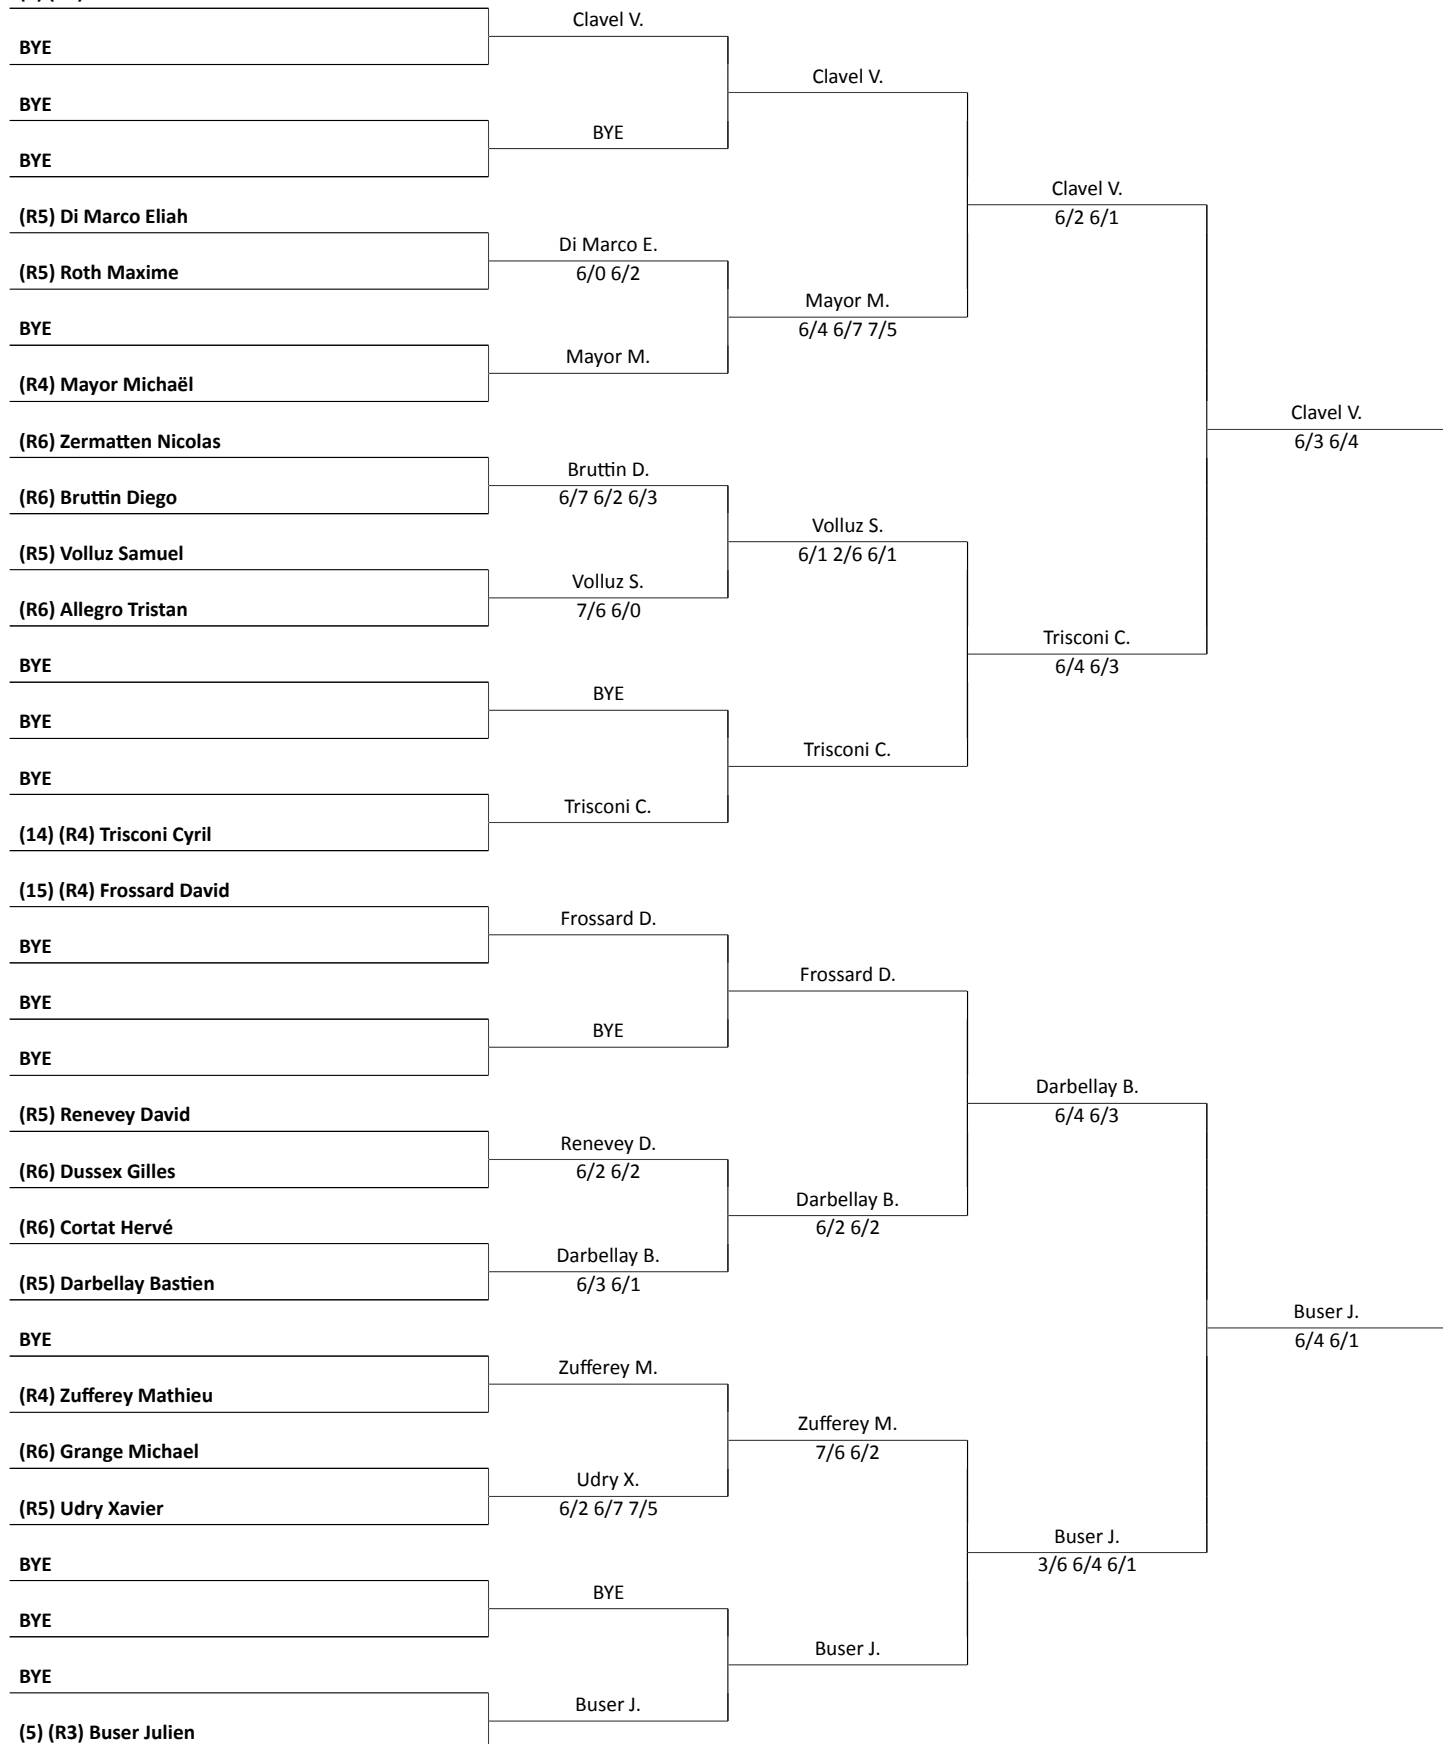 BYE
BYE
BYE
(R5) Di Marco Eliah
(R5) Roth Maxime
BYE
(R4) Mayor Michaël
(R6) Zermatten Nicolas
(R6) Bruttin Diego
(R5) Volluz Samuel
(R6) Allegro Tristan
BYE
BYE
BYE
(14) (R4) Trisconi Cyril
(15) (R4) Frossard David
BYE
BYE
BYE
(R5) Renevey David
(R6) Dussex Gilles
(R6) Cortat Hervé
(R5) Darbellay Bastien
BYE
(R4) Zufferey Mathieu
(R6) Grange Michael
(R5) Udry Xavier
BYE
BYE
BYE
(5) (R3) Buser Julien
Clavel V.
BYE
Di Marco E.
6/0 6/2
Mayor M.
Bruttin D.
6/7 6/2 6/3
Volluz S.
7/6 6/0
BYE
Trisconi C.
Frossard D.
BYE
Renevey D.
6/2 6/2
Darbellay B.
6/3 6/1
Zufferey M.
Udry X.
6/2 6/7 7/5
BYE
Buser J.
Clavel V.
Mayor M.
6/4 6/7 7/5
Volluz S.
6/1 2/6 6/1
Trisconi C.
Frossard D.
Darbellay B.
6/2 6/2
Zufferey M.
7/6 6/2
Buser J.
Clavel V.
6/2 6/1
Trisconi C.
6/4 6/3
Darbellay B.
6/4 6/3
Buser J.
3/6 6/4 6/1
Clavel V.
6/3 6/4
Buser J.
6/4 6/1